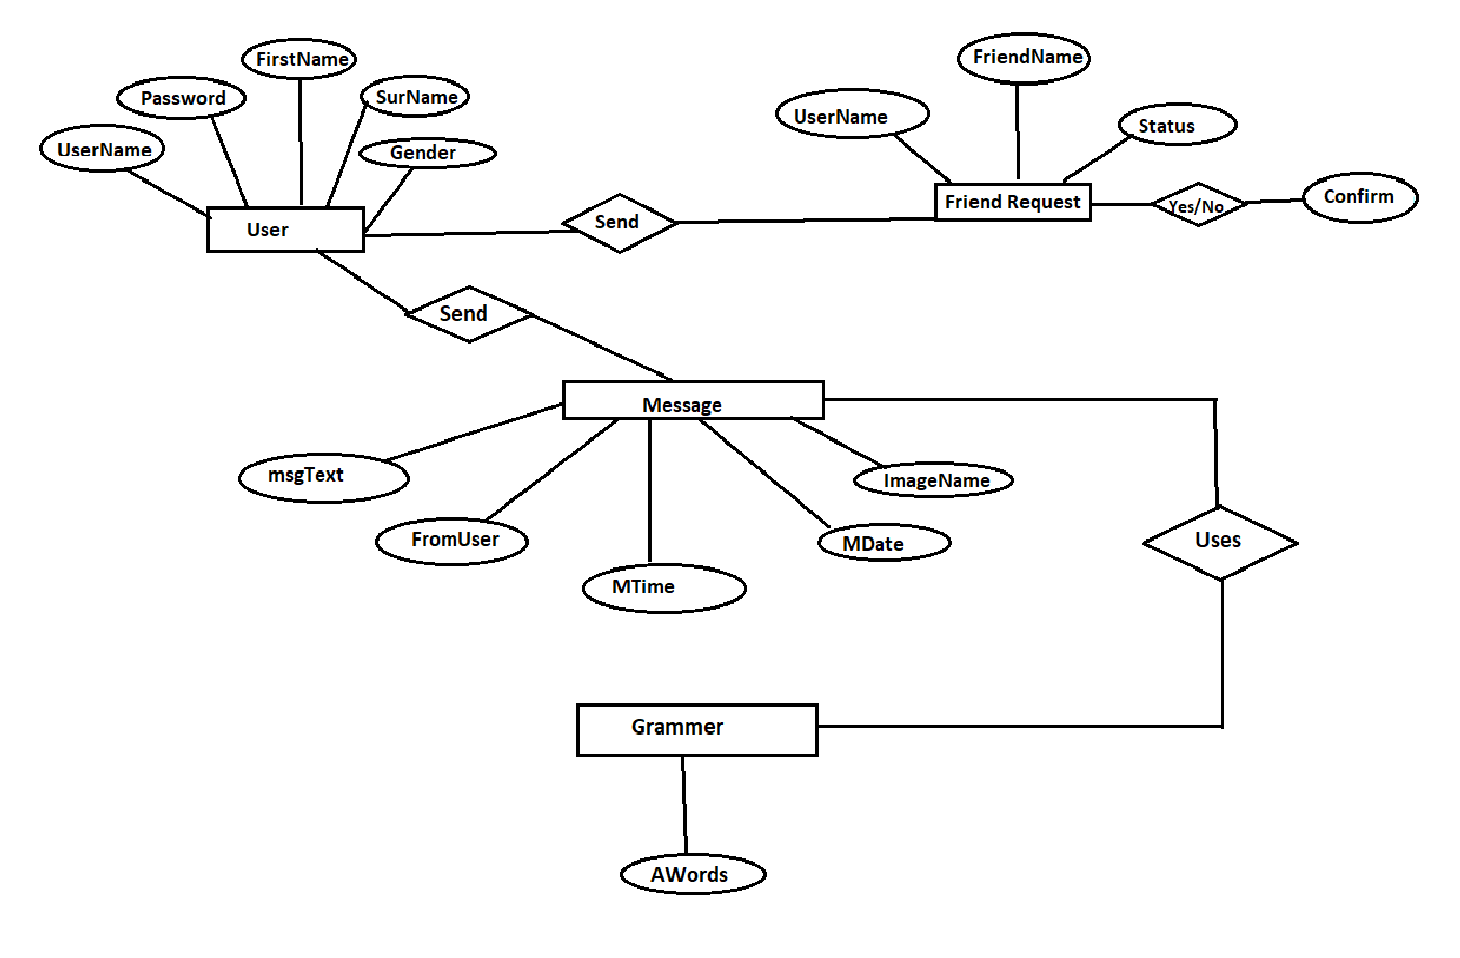 FirstName
FriendName
Password
SurName
UserName
Status
UserName
Gender
Confirm
Friend Request
Yes/No
User
Send
Send
Message
msgText
ImageName
FromUser
MDate
Uses
MTime
Grammer
AWords